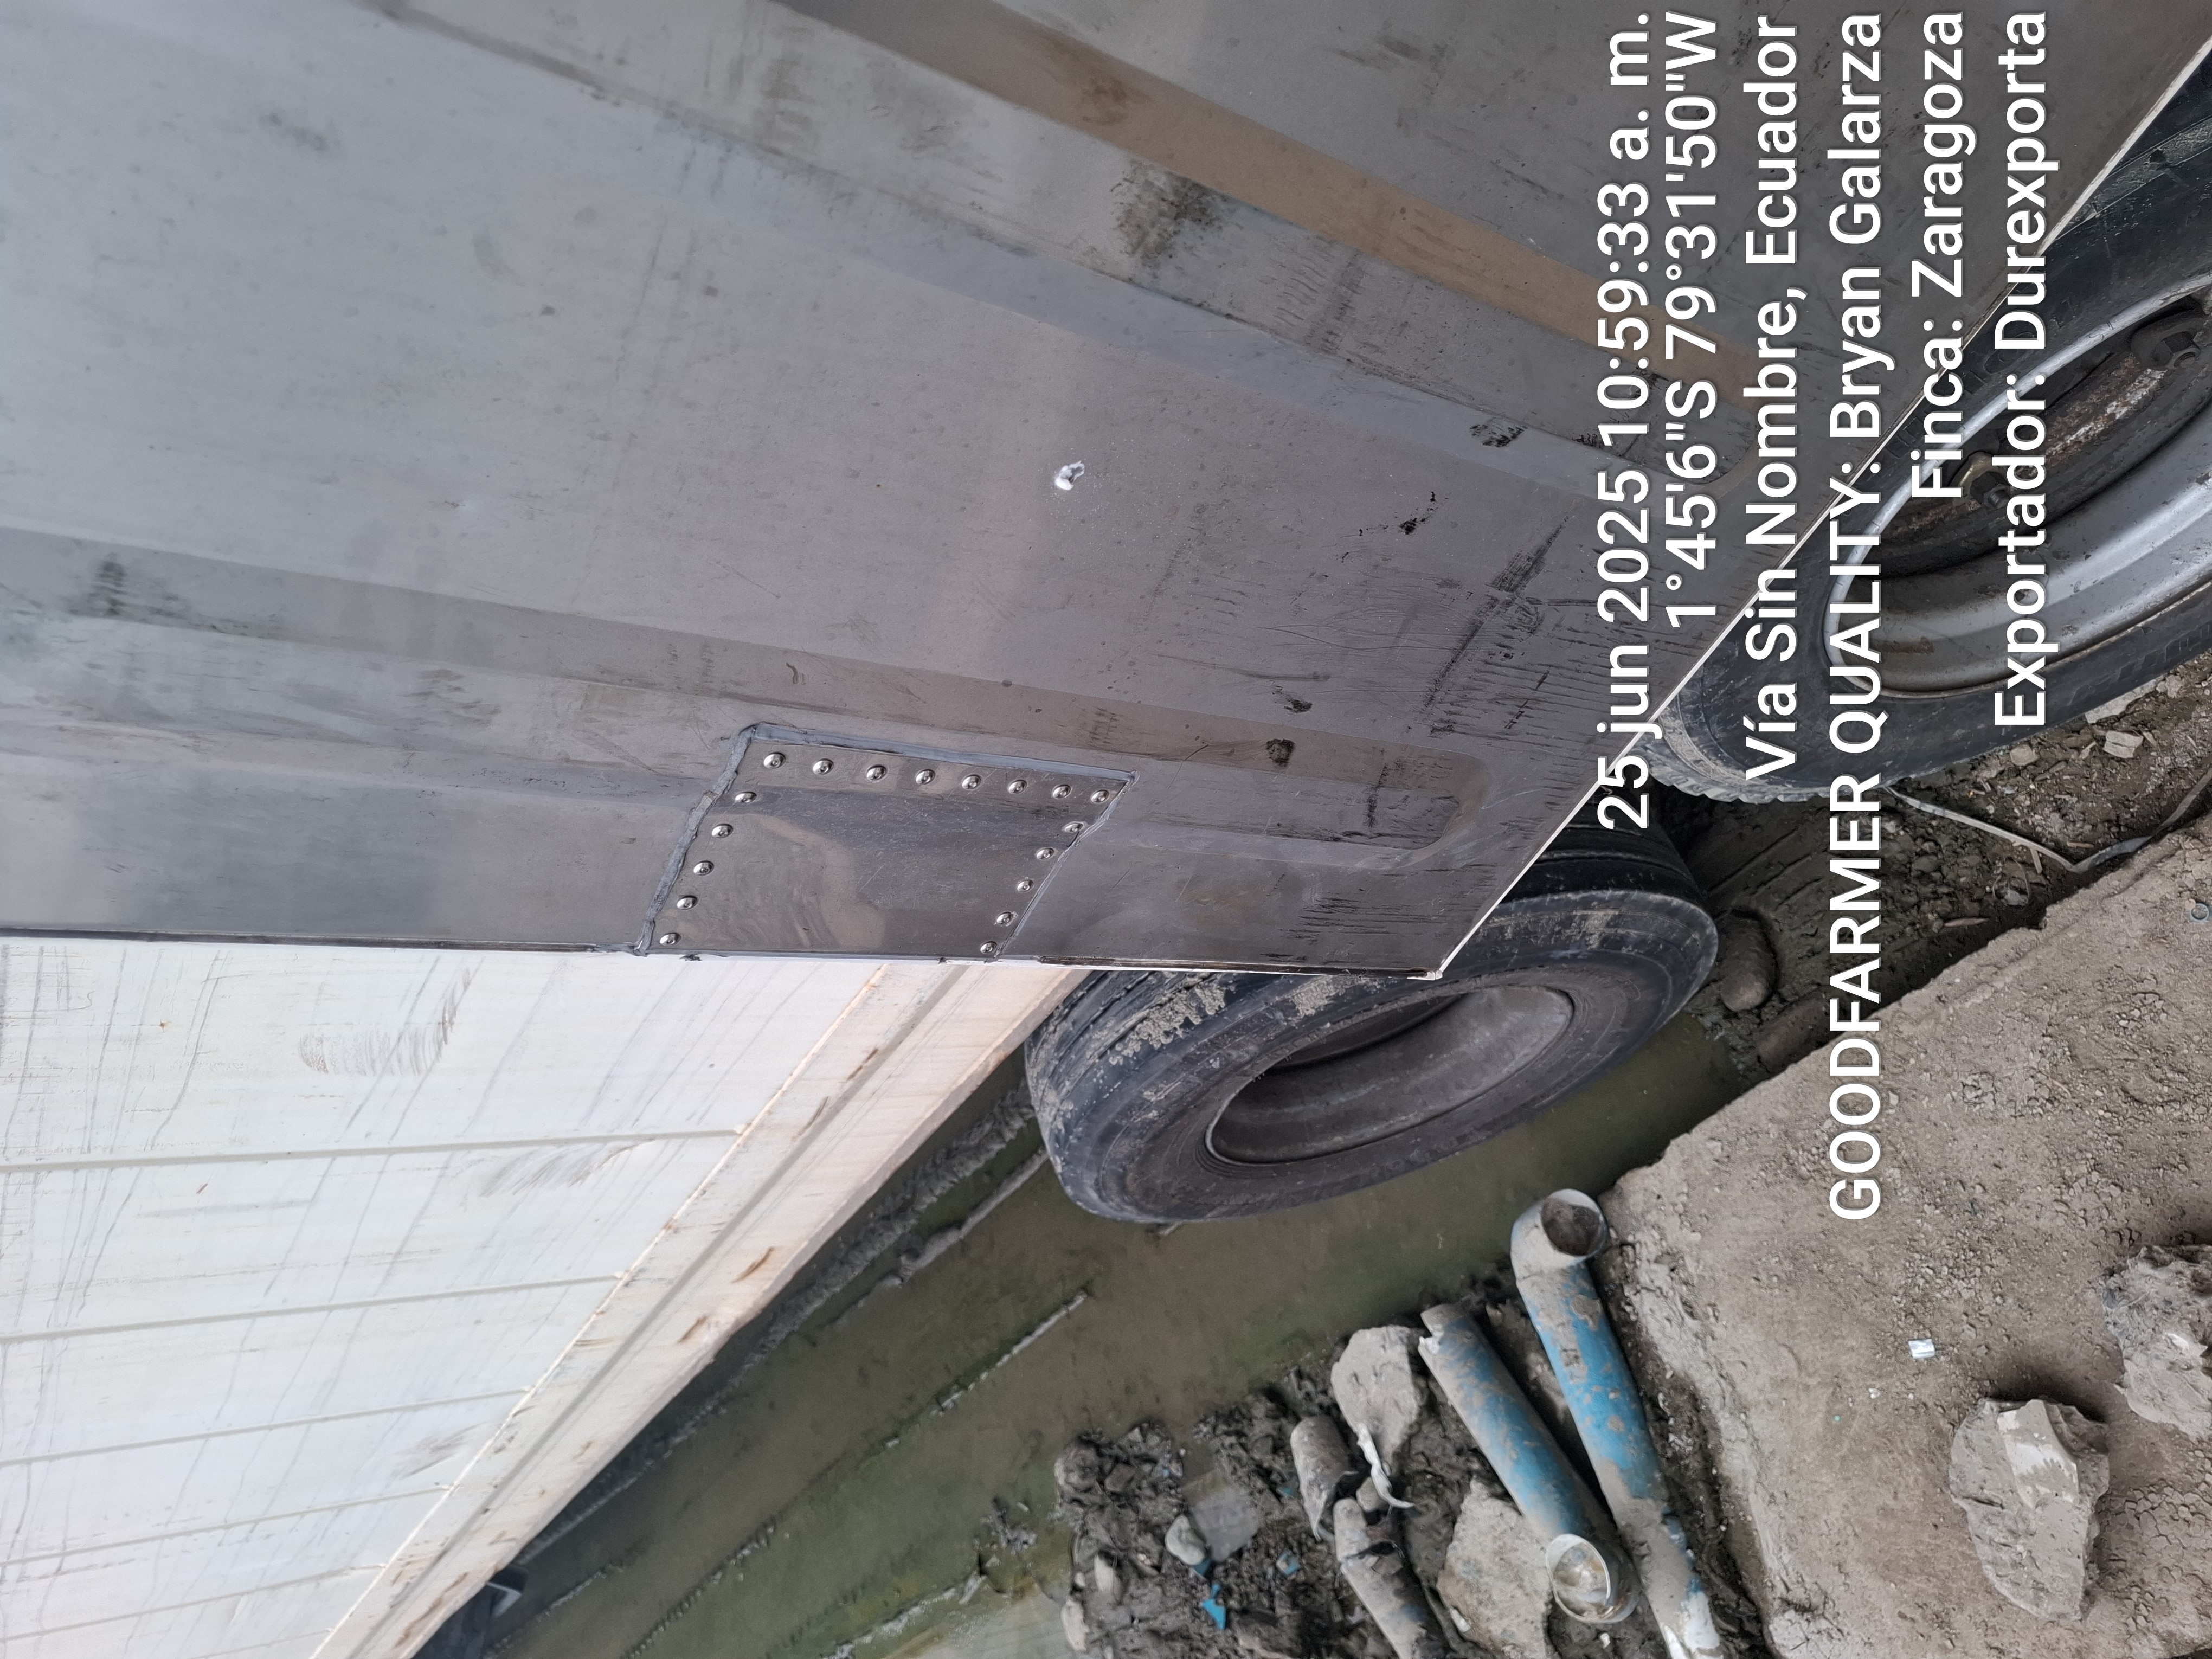 25 jun 2025 10:59:33 a. m.
1°45'6"S 79°31'50"W
Vía Sin Nombre, Ecuador
GOODFARMER QUALITY: Bryan Galarza
Finca: Zaragoza
Exportador: Durexporta